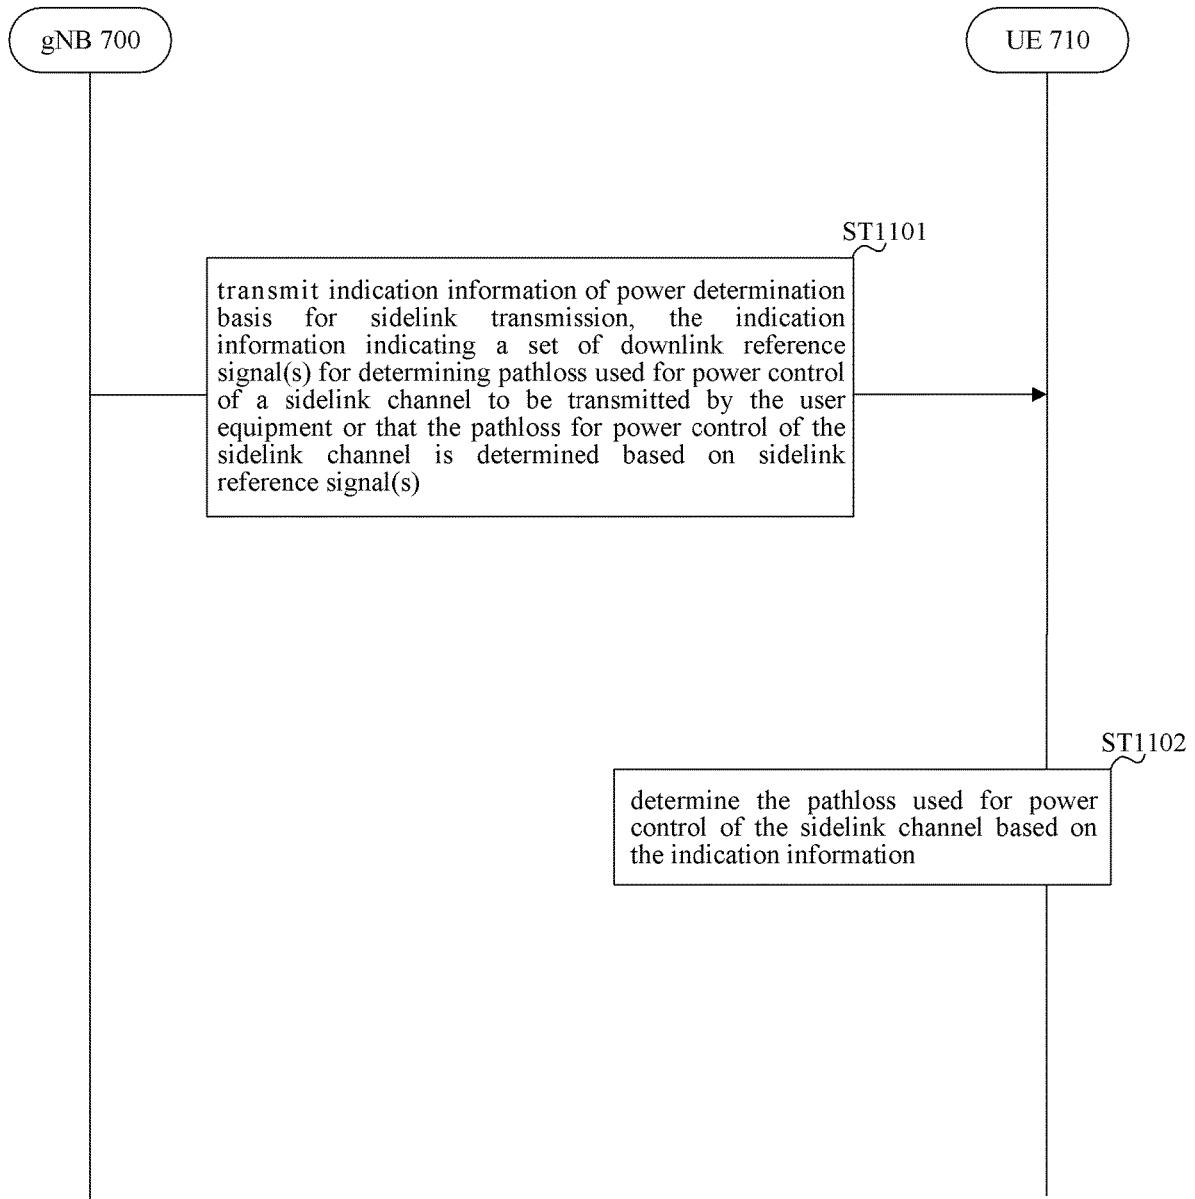 gNB 700
UE 710
ST1101
transmit indication information of power determination
basis for sidelink transmission, the indication
information indicating a set of downlink reference
signal(s) for determining pathloss used for power control
of a sidelink channel to be transmitted by the user
equipment or that the pathloss for power control of the
sidelink channel is determined based on sidelink
reference signal(s)
ST1102
determine the pathloss used for power
control of the sidelink channel based on
the indication information